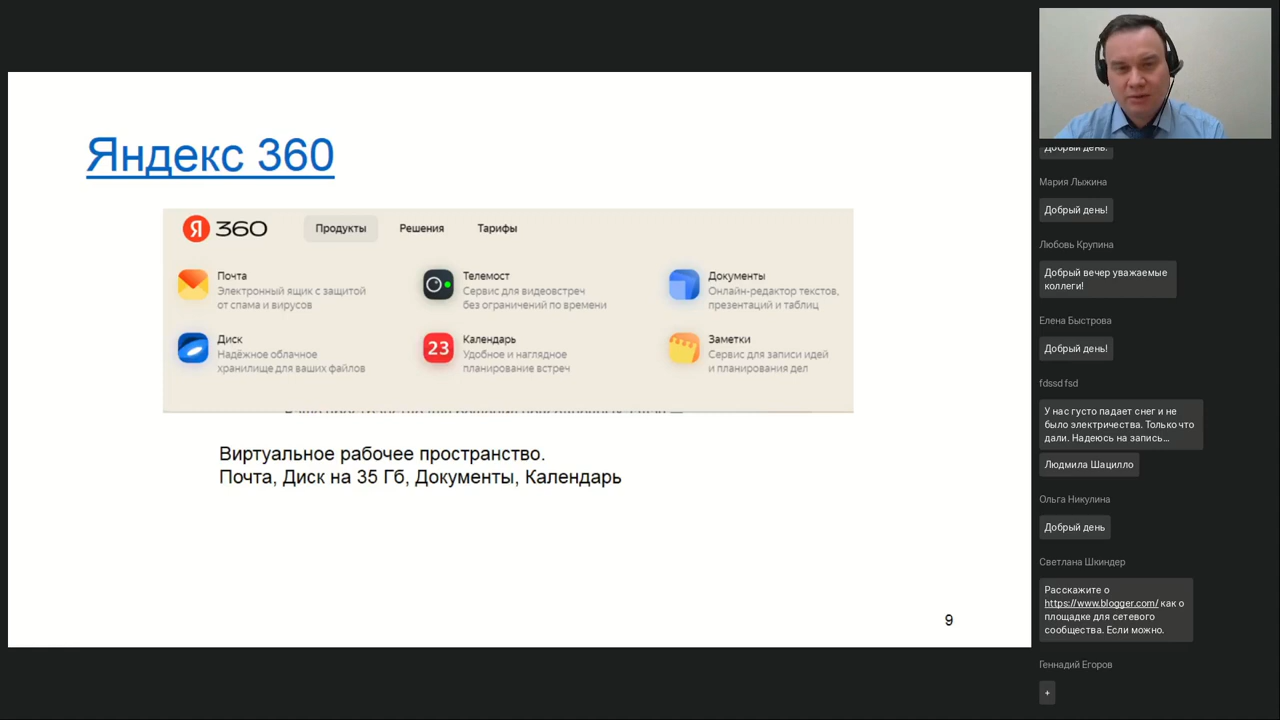 Яндекс 360
Я 360
Продукты
Решения
Тарифы
Почта
Электронный ящик с защитой
от спама и вирусов
Телемост
Сервис для видеовстреч
без ограничений по времени
Документы
Онлайн-редактор текстов,
презентаций и таблиц
Диск
Надёжное облачное
хранилище для ваших файлов
23
Календарь
Удобное и наглядное
планирование встреч
Заметки
Сервис для записи идей
и планирования дел
Виртуальное рабочее пространство.
Почта, Диск на 35 Гб, Документы, Календарь
9
Добрый день!
Мария Лыжина
Добрый день!
Любовь Крупина
Добрый вечер уважаемые
коллеги!
Елена Быстрова
Добрый день!
fdssd fsd
У нас густо падает снег и не
было электричества. Только что
дали. Надеюсь на запись...
Людмила Шацилло
Ольга Никулина
Добрый день
Светлана Шкиндер
Расскажите о
https://www.blogger.com/ как о
площадке для сетевого
сообщества. Если можно.
Геннадий Егоров
+